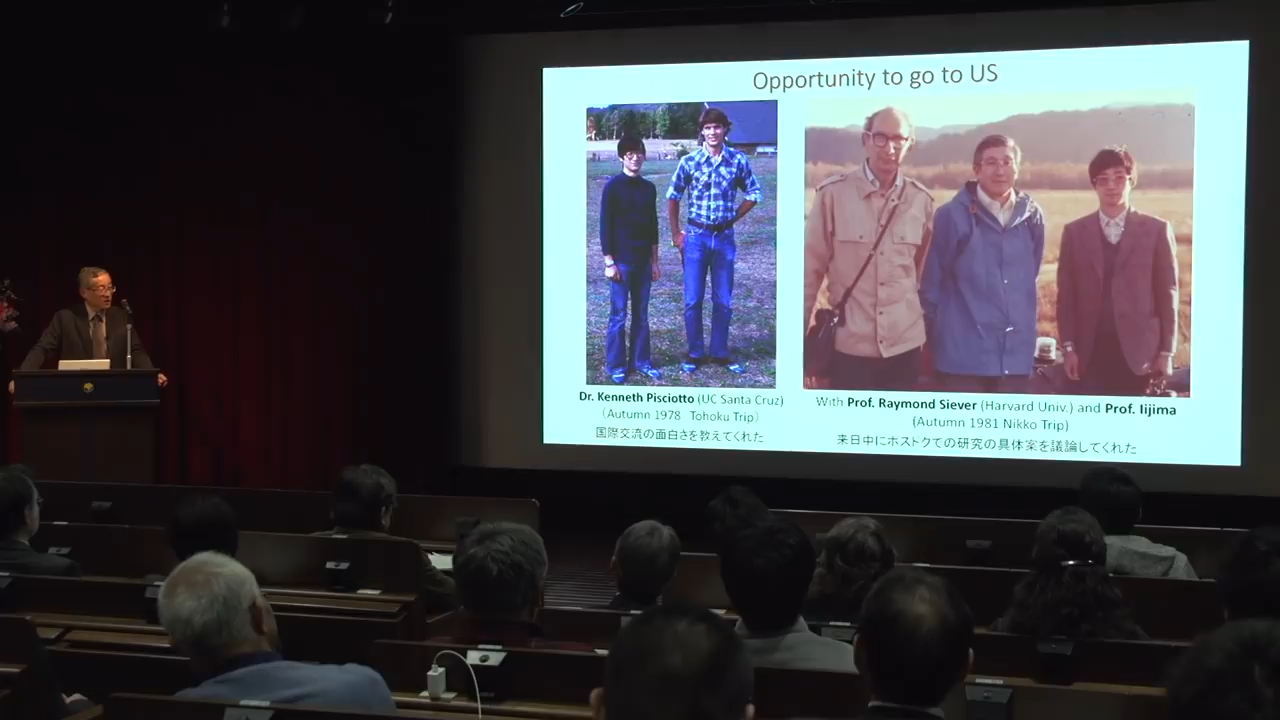 Opportunity to go to US
Dr. Kenneth Pisciotto (UC Santa Cruz)
（Autumn 1978 Tohoku Trip）
国際交流の面白さを教えてくれた
With Prof. Raymond Siever (Harvard Univ.) and Prof. Iijima
(Autumn 1981 Nikko Trip)
来日中にホストクての研究の具体案を議論してくれた